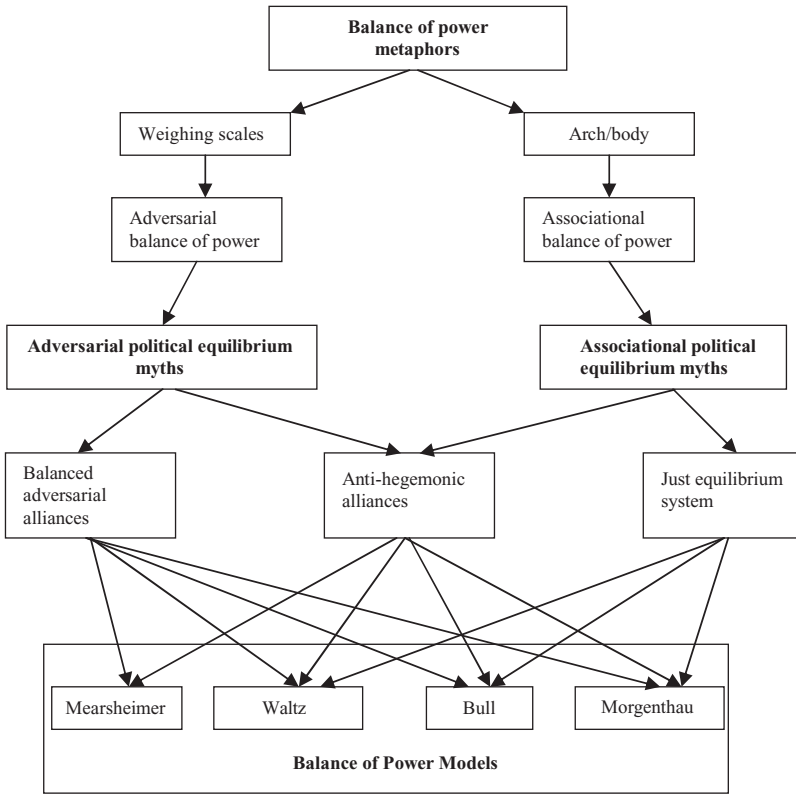 Balance of power
metaphors
Weighing scales
Arch/body
Adversarial
balance of power
Associational
balance of power
Adversarial political equilibrium
myths
Associational political
equilibrium myths
Balanced
adversarial
alliances
Anti-hegemonic
alliances
Just equilibrium
system
Mearsheimer
Waltz
Bull
Morgenthau
Balance of Power Models